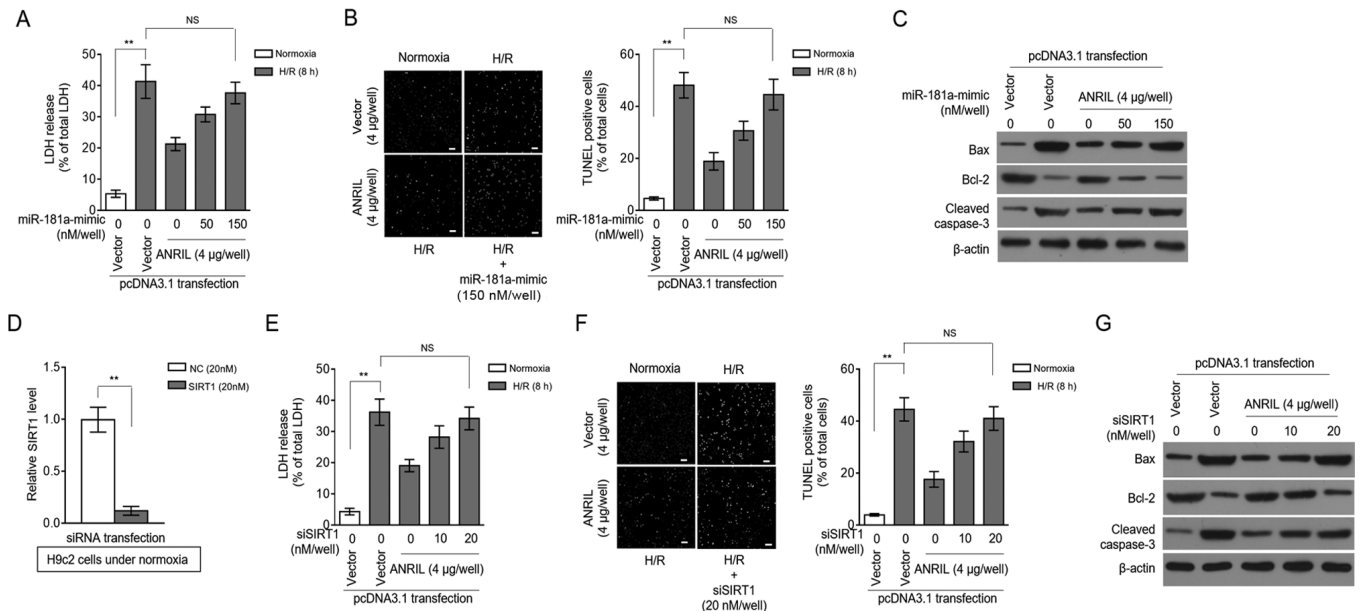 A
NS
**
LDH release
(% of total LDH)
50
40
30
20
10
0
Normoxia
H/R (8 h)
miR-181a-mimic
(nM/well)
0 0 0 50 150
Vector
Vector
ANRIL (4 µg/well)
pcDNA3.1 transfection
B
Normoxia
H/R
Vector
(4 µg/well)
ANRIL
(4 µg/well)
H/R
H/R
+
miR-181a-mimic
(150 nM/well)
NS
**
TUNEL positive cells
(% of total cells)
60
40
20
0
Normoxia
H/R (8 h)
miR-181a-mimic
(nM/well)
0 0 0 50 150
Vector
Vector
ANRIL (4 µg/well)
pcDNA3.1 transfection
C
pcDNA3.1 transfection
Vector
Vector
ANRIL (4 µg/well)
miR-181a-mimic
(nM/well)
0 0 0 50 150
Bax
Bcl-2
Cleaved
caspase-3
β-actin
D
Relative SIRT1 level
1.5
1.0
0.5
0.0
**
NC (20nM)
SIRT1 (20nM)
siRNA transfection
H9c2 cells under normoxia
E
NS
**
LDH release
(% of total LDH)
50
40
30
20
10
0
Normoxia
H/R (8 h)
siSIRT1
(nM/well)
0 0 0 10 20
Vector
Vector
ANRIL (4 µg/well)
pcDNA3.1 transfection
F
Normoxia
H/R
Vector
(4 µg/well)
ANRIL
(4 µg/well)
H/R
H/R
+
siSIRT1
(20 nM/well)
NS
**
TUNEL positive cells
(% of total cells)
60
40
20
0
Normoxia
H/R (8 h)
siSIRT1
(nM/well)
0 0 0 10 20
Vector
Vector
ANRIL (4 µg/well)
pcDNA3.1 transfection
G
pcDNA3.1 transfection
Vector
Vector
ANRIL (4 µg/well)
siSIRT1
(nM/well)
0 0 0 10 20
Bax
Bcl-2
Cleaved
caspase-3
β-actin